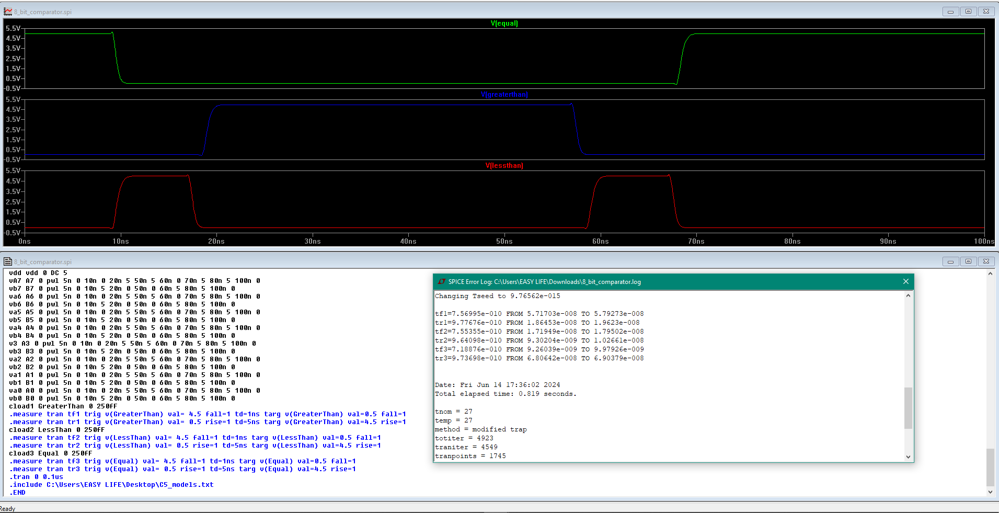 8_bit_comparator.spi
V(equal)
5.5V
4.5V
3.5V
2.5V
1.5V
0.5V
-0.5V
V(greaterthan)
5.5V
4.5V
3.5V
2.5V
1.5V
0.5V
-0.5V
V(lessthan)
5.5V
4.5V
3.5V
2.5V
1.5V
0.5V
-0.5V
0ns 10ns 20ns 30ns 40ns 50ns 60ns 70ns 80ns 90ns 100ns
8_bit_comparator.spi
vdd vdd 0 DC 5
vA7 A7 0 pwl 5n 0 10n 0 20n 5 50n 5 60n 0 70n 5 80n 5 100n 0
vb7 B7 0 pwl 5n 0 10n 5 20n 0 50n 0 60n 5 80n 5 100n 0
va6 A6 0 pwl 5n 0 10n 0 20n 5 50n 5 60n 0 70n 5 80n 5 100n 0
vb6 B6 0 pwl 5n 0 10n 5 20n 0 50n 0 60n 5 80n 5 100n 0
va5 A5 0 pwl 5n 0 10n 0 20n 5 50n 5 60n 0 70n 5 80n 5 100n 0
vb5 B5 0 pwl 5n 0 10n 5 20n 0 50n 0 60n 5 80n 5 100n 0
va4 A4 0 pwl 5n 0 10n 0 20n 5 50n 5 60n 0 70n 5 80n 5 100n 0
vb4 B4 0 pwl 5n 0 10n 5 20n 0 50n 0 60n 5 80n 5 100n 0
v3 A3 0 pwl 5n 0 10n 0 20n 5 50n 5 60n 0 70n 5 80n 5 100n 0
vb3 B3 0 pwl 5n 0 10n 5 20n 0 50n 0 60n 5 80n 5 100n 0
va2 A2 0 pwl 5n 0 10n 0 20n 5 50n 5 60n 0 70n 5 80n 5 100n 0
vb2 B2 0 pwl 5n 0 10n 5 20n 0 50n 0 60n 5 80n 5 100n 0
va1 A1 0 pwl 5n 0 10n 0 20n 5 50n 5 60n 0 70n 5 80n 5 100n 0
vb1 B1 0 pwl 5n 0 10n 5 20n 0 50n 0 60n 5 80n 5 100n 0
va0 A0 0 pwl 5n 0 10n 0 20n 5 50n 5 60n 0 70n 5 80n 5 100n 0
vb0 B0 0 pwl 5n 0 10n 5 20n 0 50n 0 60n 5 80n 5 100n 0
cload1 GreaterThan 0 250fF
.measure tran tf1 trig v(GreaterThan) val= 4.5 fall=1 td=1ns targ v(GreaterThan) val=0.5 fall=1
.measure tran tr1 trig v(GreaterThan) val= 0.5 rise=1 td=5ns targ v(GreaterThan) val=4.5 rise=1
cload2 LessThan 0 250fF
.measure tran tf2 trig v(LessThan) val= 4.5 fall=1 td=1ns targ v(LessThan) val=0.5 fall=1
.measure tran tr2 trig v(LessThan) val= 0.5 rise=1 td=5ns targ v(LessThan) val=4.5 rise=1
cload3 Equal 0 250fF
.measure tran tf3 trig v(Equal) val= 4.5 fall=1 td=1ns targ v(Equal) val=0.5 fall=1
.measure tran tr3 trig v(Equal) val= 0.5 rise=1 td=5ns targ v(Equal) val=4.5 rise=1
.tran 0 0.1us
.include C:\Users\EASY LIFE\Desktop\C5_models.txt
.END
SPICE Error Log: C:\Users\EASY LIFE\Downloads\8_bit_comparator.log
Changing Tseed to 9.76562e-015
tf1=7.56995e-010 FROM 5.71703e-008 TO 5.79273e-008
tr1=9.77676e-010 FROM 1.86453e-008 TO 1.9623e-008
tf2=7.55355e-010 FROM 1.71949e-008 TO 1.79502e-008
tr2=9.64098e-010 FROM 9.30204e-009 TO 1.02661e-008
tf3=7.18876e-010 FROM 9.26039e-009 TO 9.97926e-009
tr3=9.73698e-010 FROM 6.80642e-008 TO 6.90379e-008
Date: Fri Jun 14 17:36:02 2024
Total elapsed time: 0.819 seconds.
tnom = 27
temp = 27
method = modified trap
totiter = 4923
traniter = 4549
tranpoints = 1745
Ready